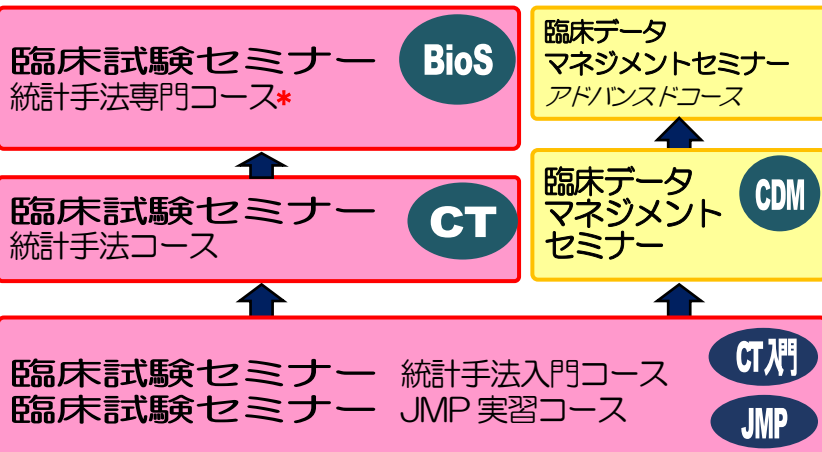 臨床試験セミナー
統計手法専門コース*
BioS
臨床データ
マネジメントセミナー
アドバンスドコース
臨床試験セミナー
統計手法コース
CT
臨床データ
マネジメント
セミナー
CDM
臨床試験セミナー 統計手法入門コース
CT入門
臨床試験セミナー JMP 実習コース
JMP